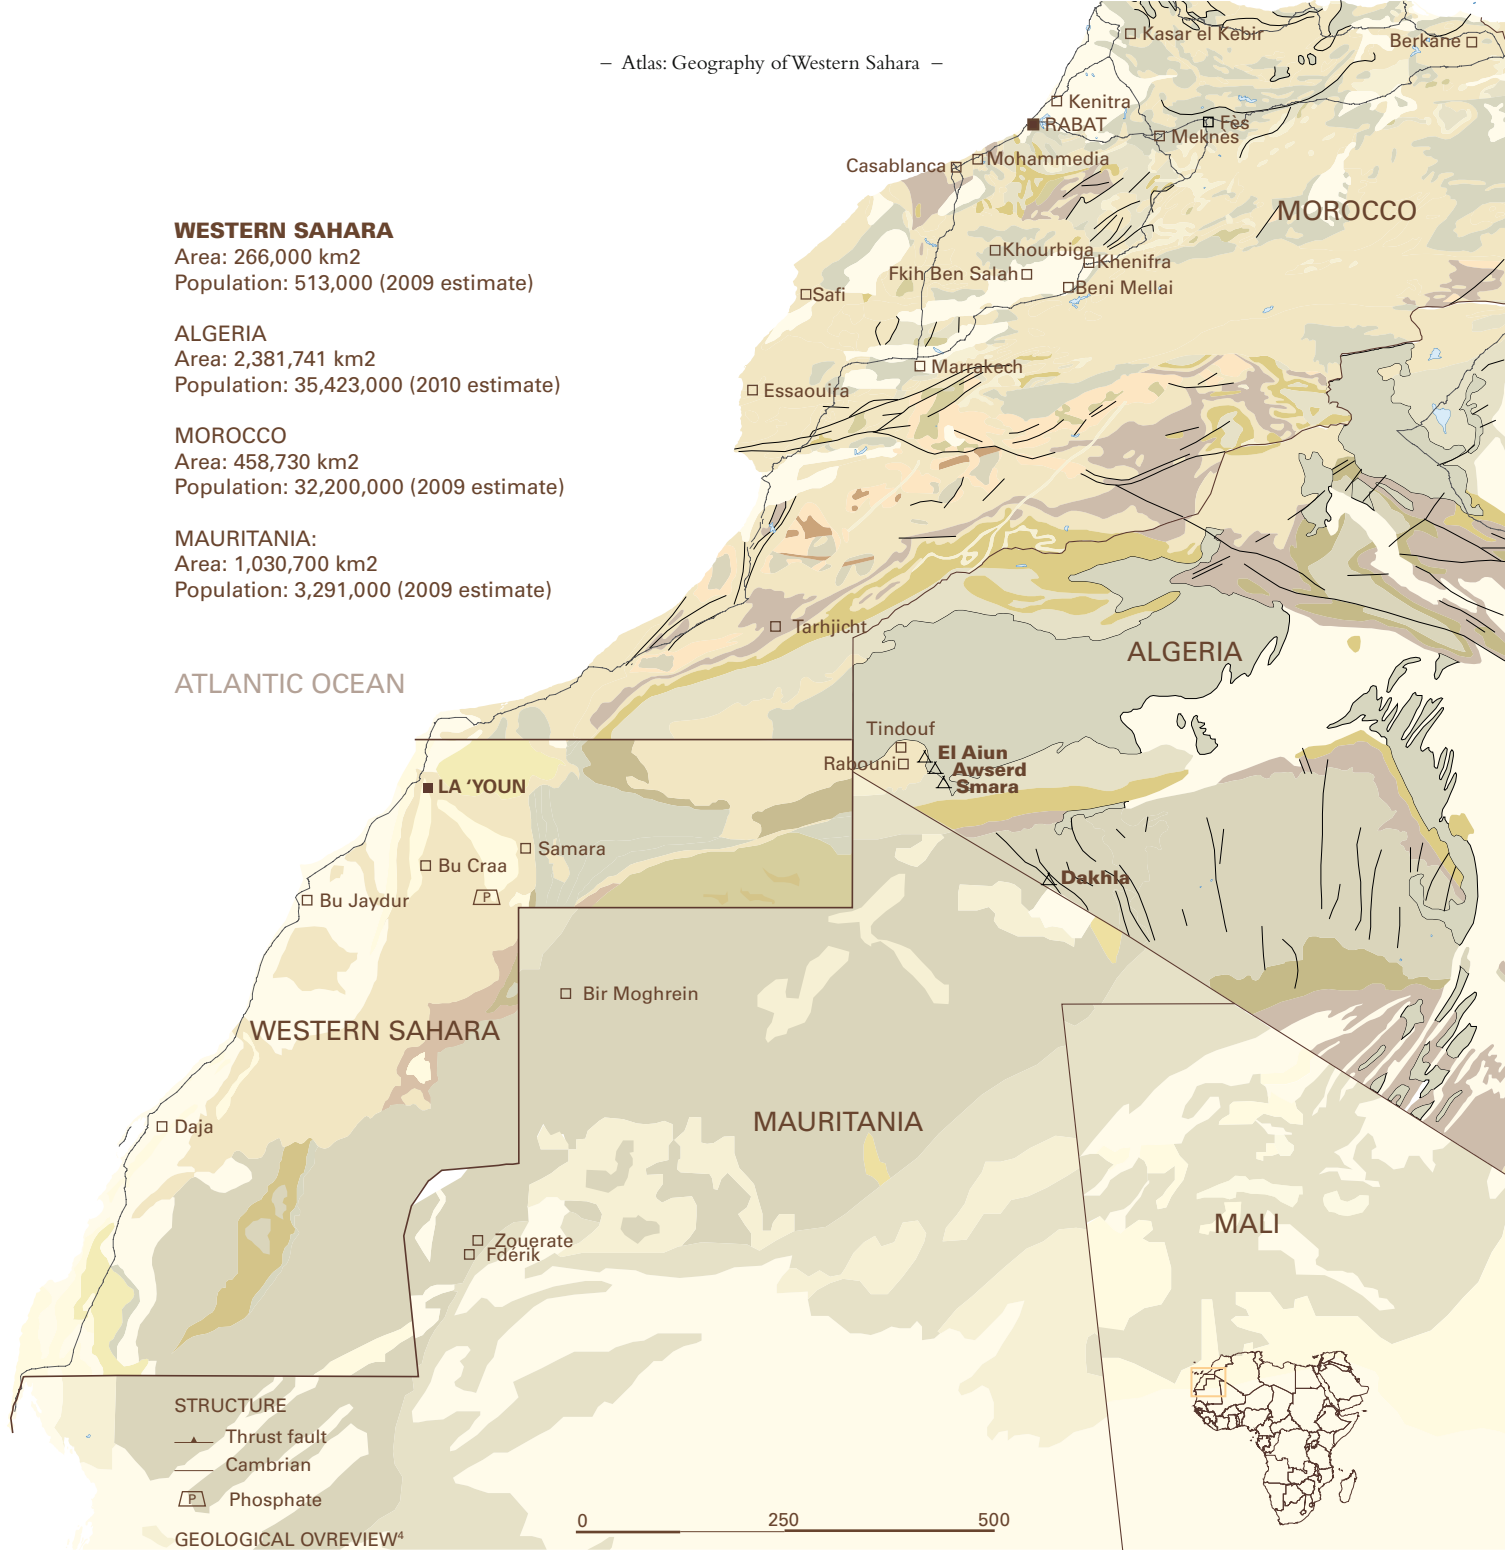 – Atlas: Geography of Western Sahara –
Kasar el Kebir
Berkane
Kenitra
RABAT
Fès
Meknès
Mohammedia
Casablanca
MOROCCO
WESTERN SAHARA
Area: 266,000 km2
Population: 513,000 (2009 estimate)
ALGERIA
Area: 2,381,741 km2
Population: 35,423,000 (2010 estimate)
MOROCCO
Area: 458,730 km2
Population: 32,200,000 (2009 estimate)
MAURITANIA:
Area: 1,030,700 km2
Population: 3,291,000 (2009 estimate)
Khourbiga
Khenifra
Fkih Ben Salah
Beni Mellai
Safi
Marrakech
Essaouira
Tarhjicht
ALGERIA
ATLANTIC OCEAN
Tindouf
El Aiun
Rabouni
Awserd
Smara
LA ‘YOUN
Samara
Bu Craa
P
Bu Jaydur
Dakhla
Bir Moghrein
WESTERN SAHARA
MAURITANIA
Daja
MALI
Zouerate
Fdérik
STRUCTURE
Thrust fault
Cambrian
P Phosphate
GEOLOGICAL OVREVIEW4
0 250 500